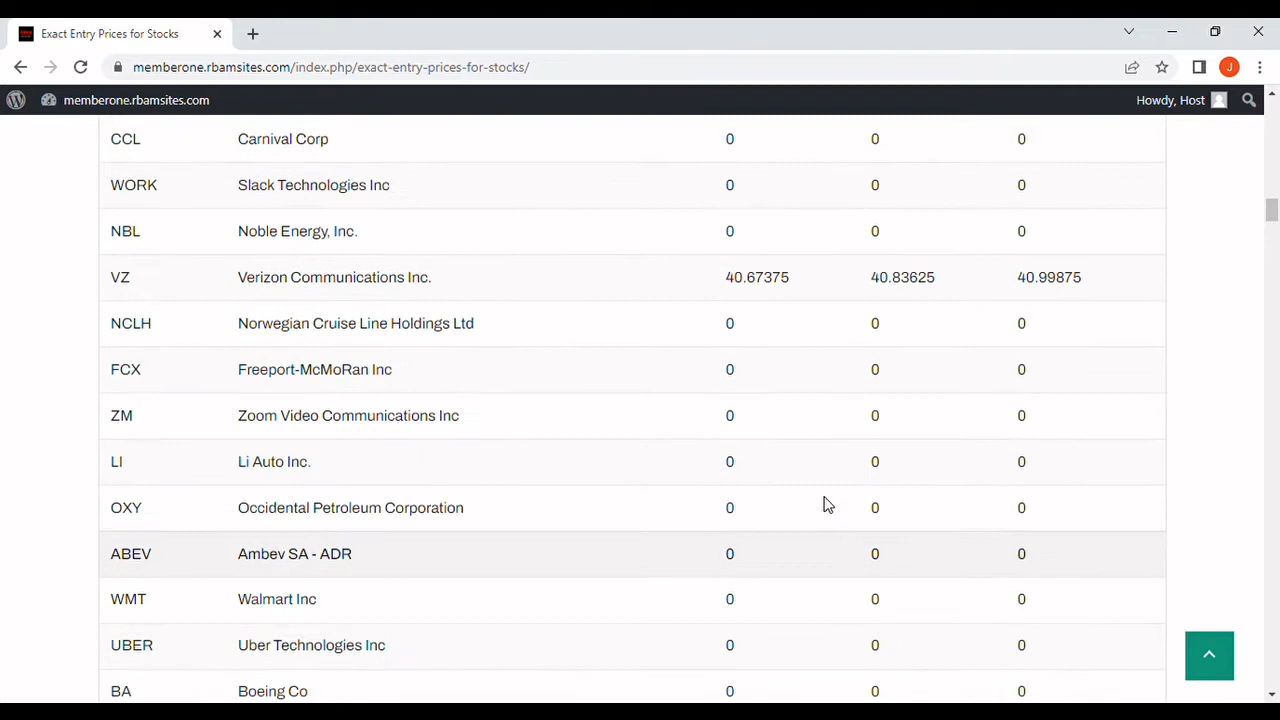 Exact Entry Prices for Stocks
memberone.rbamsites.com/index.php/exact-entry-prices-for-stocks/
J
memberone.rbamsites.com Howdy, Host
CCL Carnival Corp 0 0 0
WORK Slack Technologies Inc 0 0 0
NBL Noble Energy, Inc. 0 0 0
VZ Verizon Communications Inc. 40.67375 40.83625 40.99875
NCLH Norwegian Cruise Line Holdings Ltd 0 0 0
FCX Freeport-McMoRan Inc 0 0 0
ZM Zoom Video Communications Inc 0 0 0
LI Li Auto Inc. 0 0 0
OXY Occidental Petroleum Corporation 0 0 0
ABEV Ambev SA - ADR 0 0 0
WMT Walmart Inc 0 0 0
UBER Uber Technologies Inc 0 0 0
BA Boeing Co 0 0 0